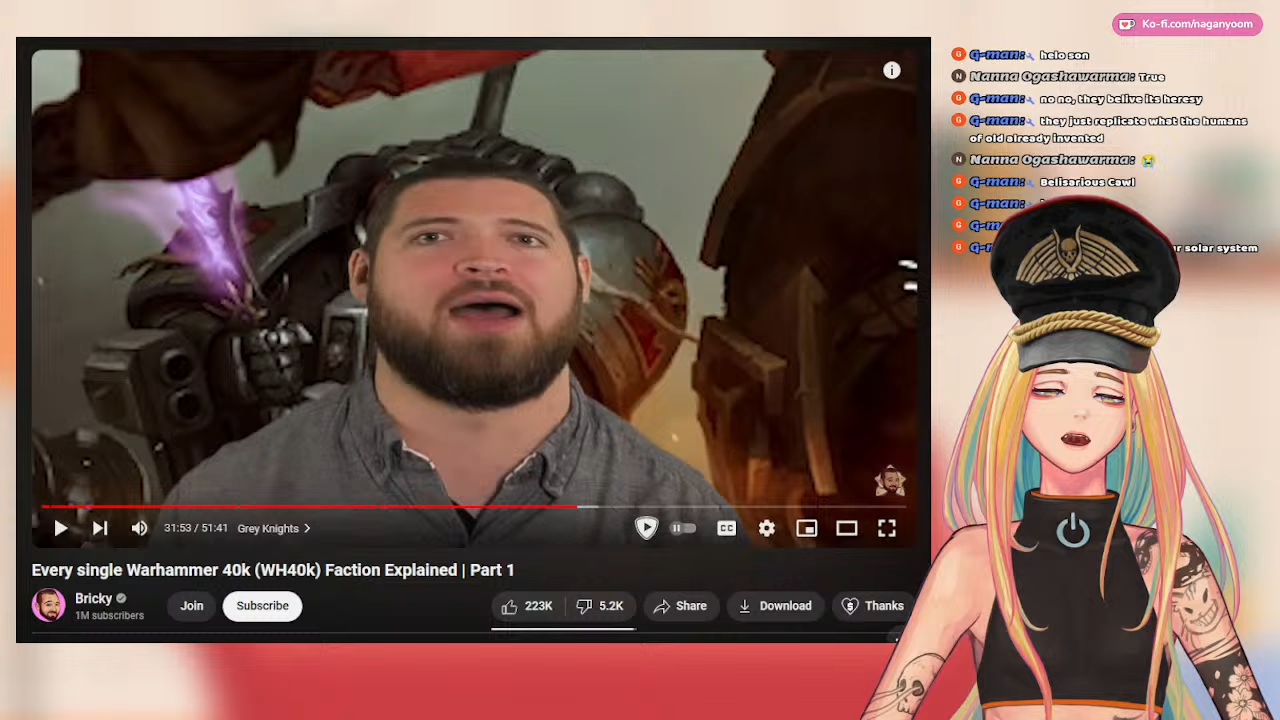 Ko-fi.com/naganyoom
G-man: helo son
Nanna Ogashawarma: True
G-man: no no, they belive its heresy
G-man: they just replicate what the humans
of old already invented
Nanna Ogashawarma: 😭
G-man: Belisarious Cawl
G-man:
r solar system
31:53 / 51:41 Grey Knights
CC
Every single Warhammer 40k (WH40k) Faction Explained | Part 1
Bricky
1M subscribers
Join
Subscribe
223K
5.2K
Share
Download
Thanks